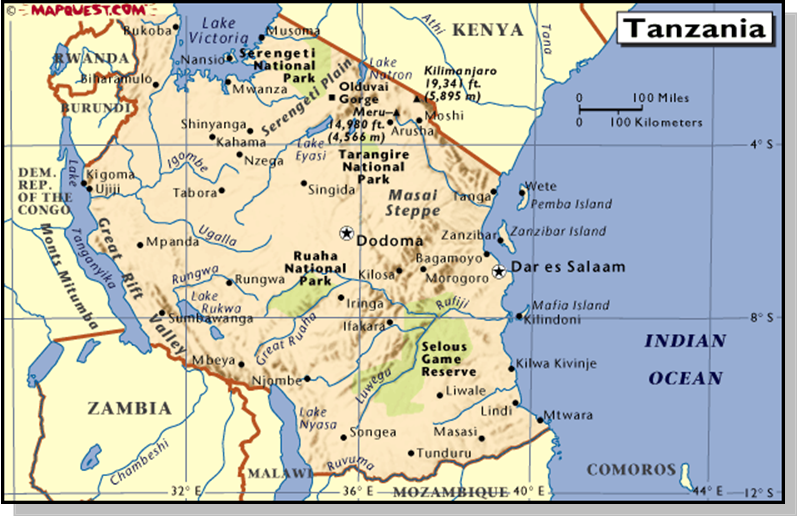 © MAPQUEST.COM
Tanzania
Bukoba
Lake
Victoria
Musoma
KENYA
Athi
Tana
RWANDA
Nansio
Serengeti
National
Park
Lake
Natron
Kilimanjaro
19,341 ft.
(5,895 m)
Biharamulo
Mwanza
Serengeti Plain
Olduvai
Gorge
Meru
14,980 ft.
(4,566 m)
Moshi
Arusha
100 Miles
0
0
100 Kilometers
BURUNDI
Shinyanga
Kahama
Nzega
Lake
Eyasi
Tarangire
National
Park
4° S
Igombe
DEM.
REP.
OF THE
CONGO
Kigoma
Ujiji
Tabora
Singida
Masai
Steppe
Tanga
Wete
Pemba Island
Lake Tanganyika
Ugalla
Dodoma
Zanzibar
Zanzibar Island
Mpanda
Great Rift Valley
Monts Mitumba
Ruaha
National
Park
Bagamoyo
Kilosa
Morogoro
Dar es Salaam
Rungwa
Rungwa
Lake
Rukwa
Iringa
Rafiji
Mafia Island
Sumbawanga
Great Ruaha
Ifakara
Kilindoni
8° S
Mbeya
Selous
Game
Reserve
INDIAN
OCEAN
Njombe
Luwegu
Kilwa Kivinje
Liwale
ZAMBIA
Lake
Nyasa
Lindi
Mtwara
Songea
Masasi
Chambeshi
Tunduru
MALAWI
Ruvuma
COMOROS
32° E
36° E
MOZAMBIQUE
40° E
44° E
12° S